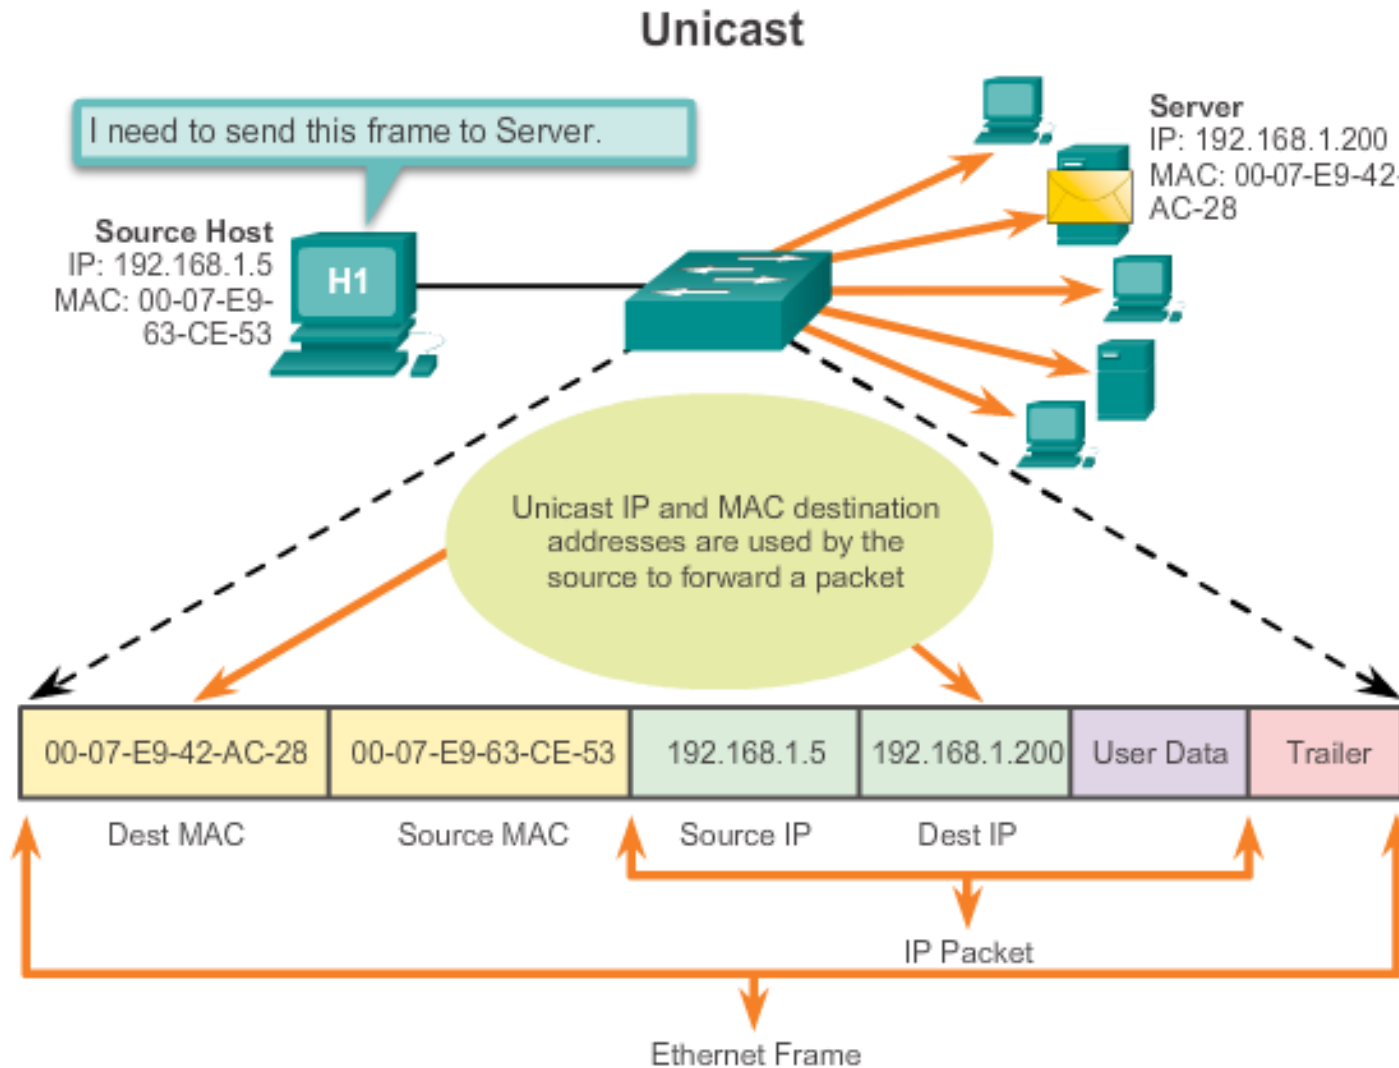 Unicast
I need to send this frame to Server.
Source Host
IP: 192.168.1.5
MAC: 00-07-E9-
63-CE-53
H1
Server
IP: 192.168.1.200
MAC: 00-07-E9-42-
AC-28
Unicast IP and MAC destination
addresses are used by the
source to forward a packet
00-07-E9-42-AC-28 00-07-E9-63-CE-53 192.168.1.5 192.168.1.200 User Data Trailer
Dest MAC Source MAC Source IP Dest IP
IP Packet
Ethernet Frame